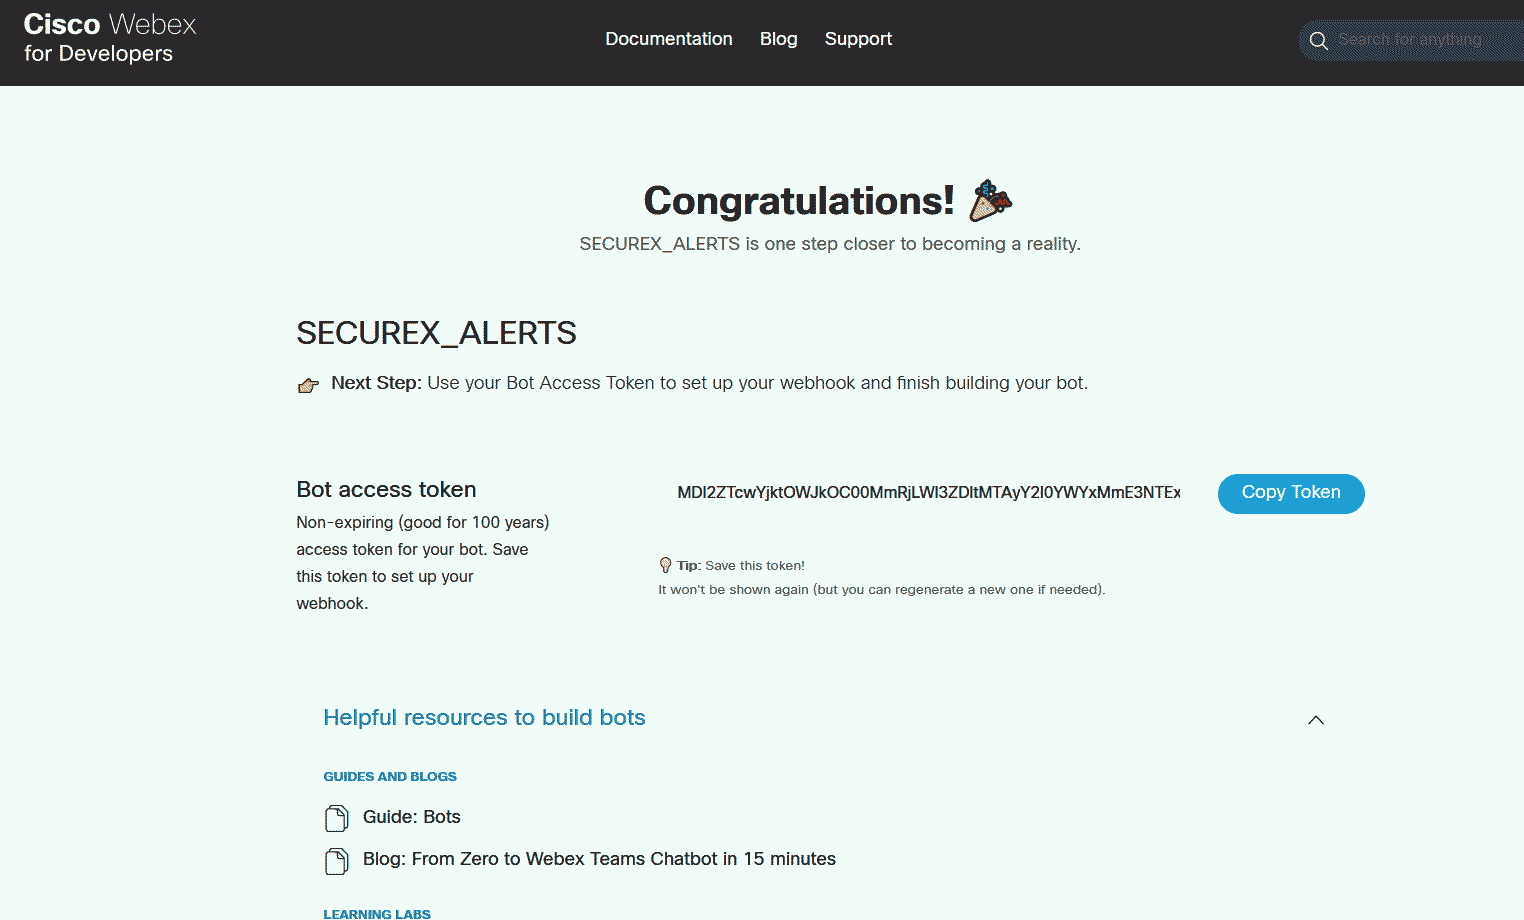 Cisco Webex
for Developers
Documentation Blog Support
Search for anything
Congratulations!
SECUREX_ALERTS is one step closer to becoming a reality.
SECUREX_ALERTS
Next Step: Use your Bot Access Token to set up your webhook and finish building your bot.
Bot access token
Non-expiring (good for 100 years)
access token for your bot. Save
this token to set up your
webhook.
MDI2ZTcwYjktOWJkOC00MmRjLWI3ZDItMTAyY2I0YWYxMmE3NTEx
Copy Token
Tip: Save this token!
It won't be shown again (but you can regenerate a new one if needed).
Helpful resources to build bots
GUIDES AND BLOGS
Guide: Bots
Blog: From Zero to Webex Teams Chatbot in 15 minutes
LEARNING LABS